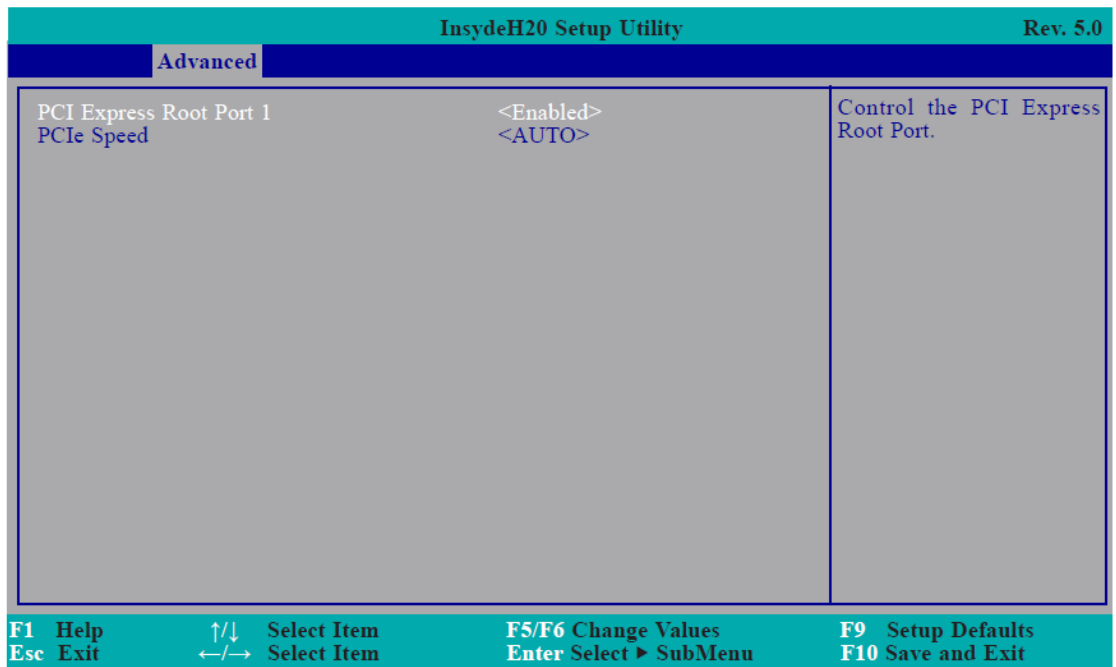 InsydeH20 Setup Utility Rev. 5.0
Advanced
PCI Express Root Port 1 <Enabled>
PCIe Speed <AUTO>
Control the PCI Express
Root Port.
F1 Help ↑/↓ Select Item F5/F6 Change Values F9 Setup Defaults
Esc Exit ←/→ Select Item Enter Select ▶ SubMenu F10 Save and Exit